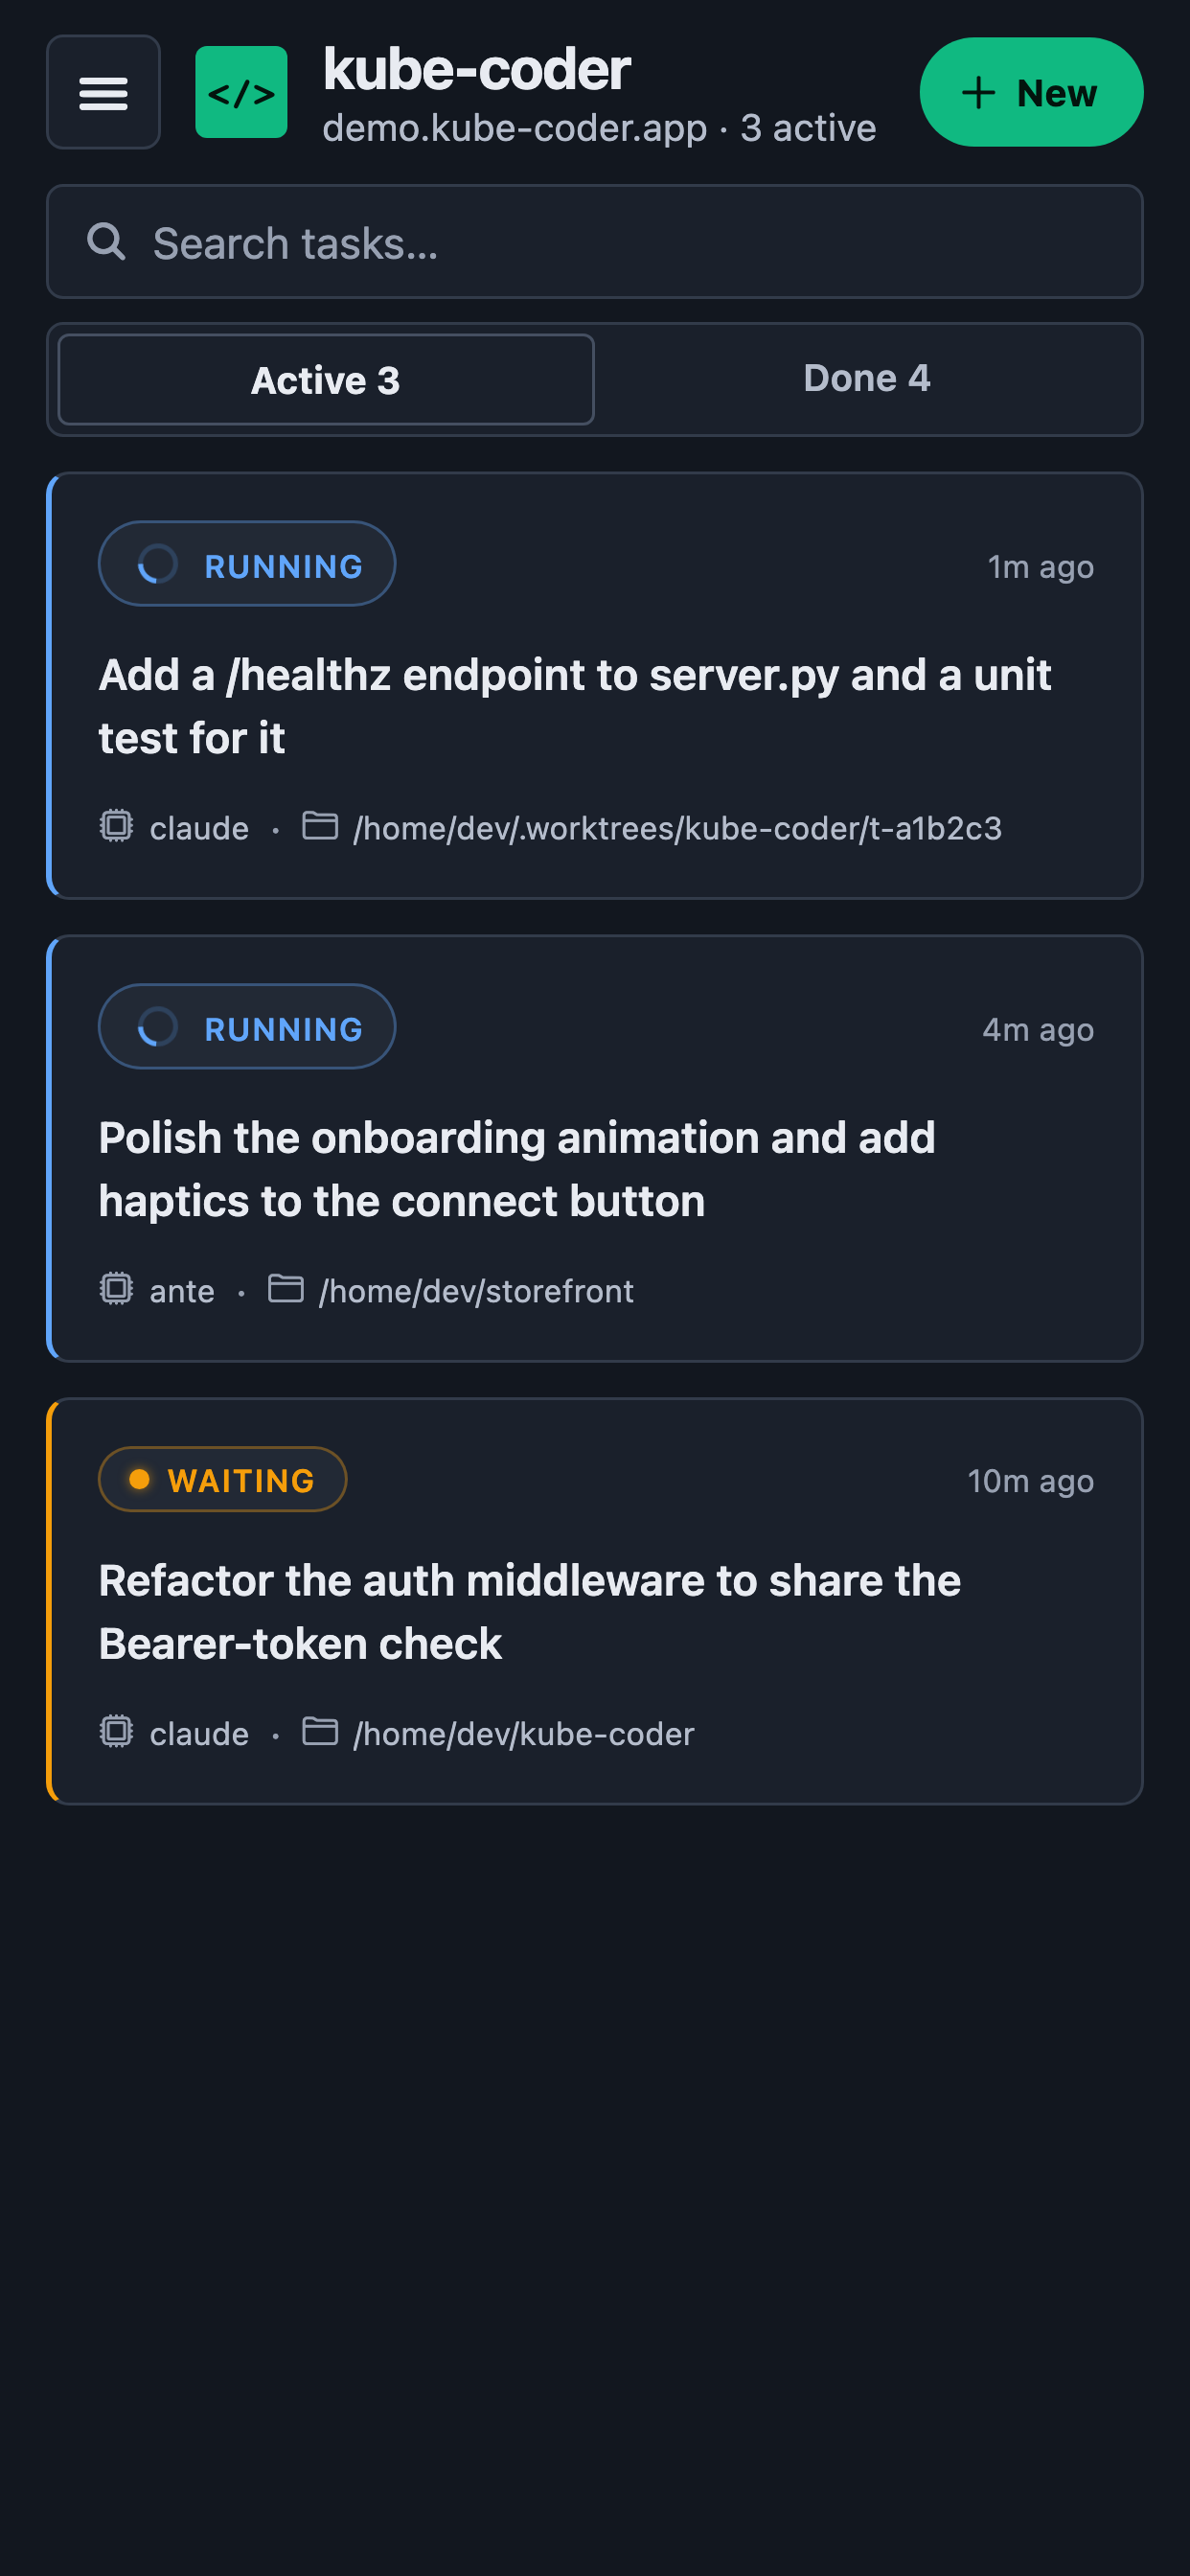 </>
kube-coder
demo.kube-coder.app · 3 active
+ New
Search tasks...
Active 3
Done 4
RUNNING
1m ago
Add a /healthz endpoint to server.py and a unit
test for it
claude · /home/dev/.worktrees/kube-coder/t-a1b2c3
RUNNING
4m ago
Polish the onboarding animation and add
haptics to the connect button
ante · /home/dev/storefront
WAITING
10m ago
Refactor the auth middleware to share the
Bearer-token check
claude · /home/dev/kube-coder